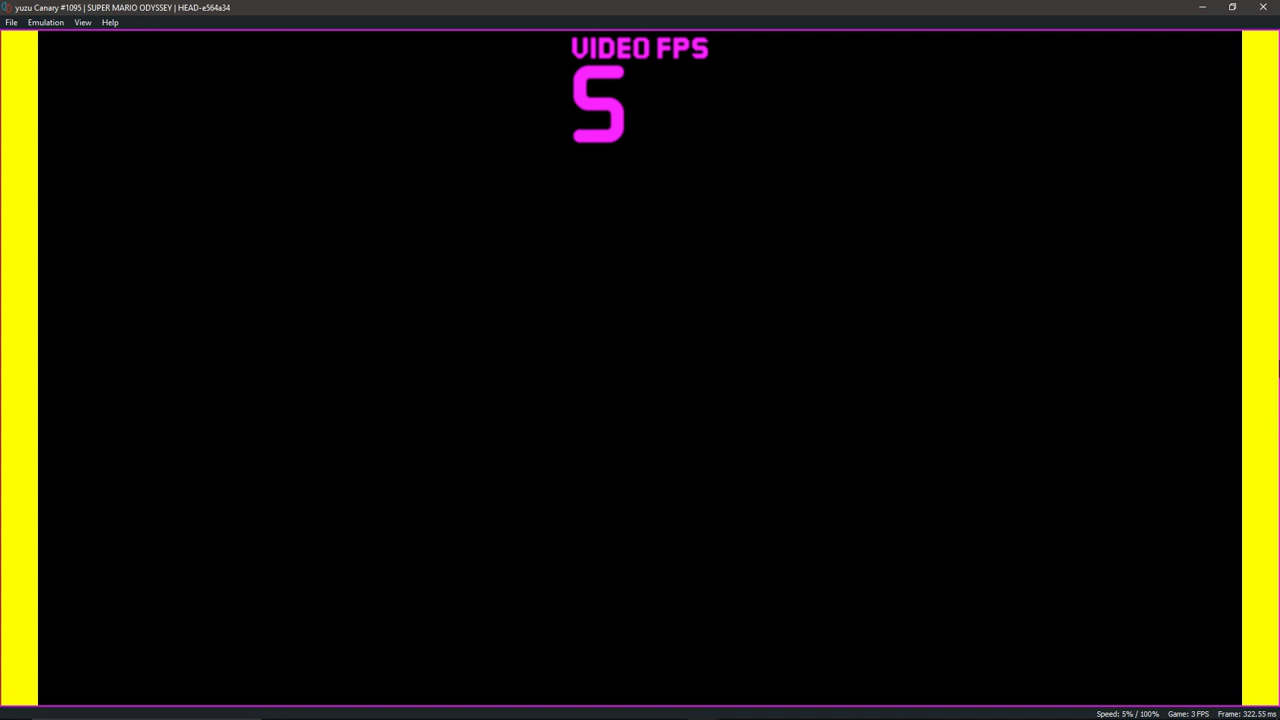 yuzu Canary #1095 | SUPER MARIO ODYSSEY | HEAD-e564a34
File Emulation View Help
VIDEO FPS
5
Speed: 5% / 100% Game: 3 FPS Frame: 322.55 ms